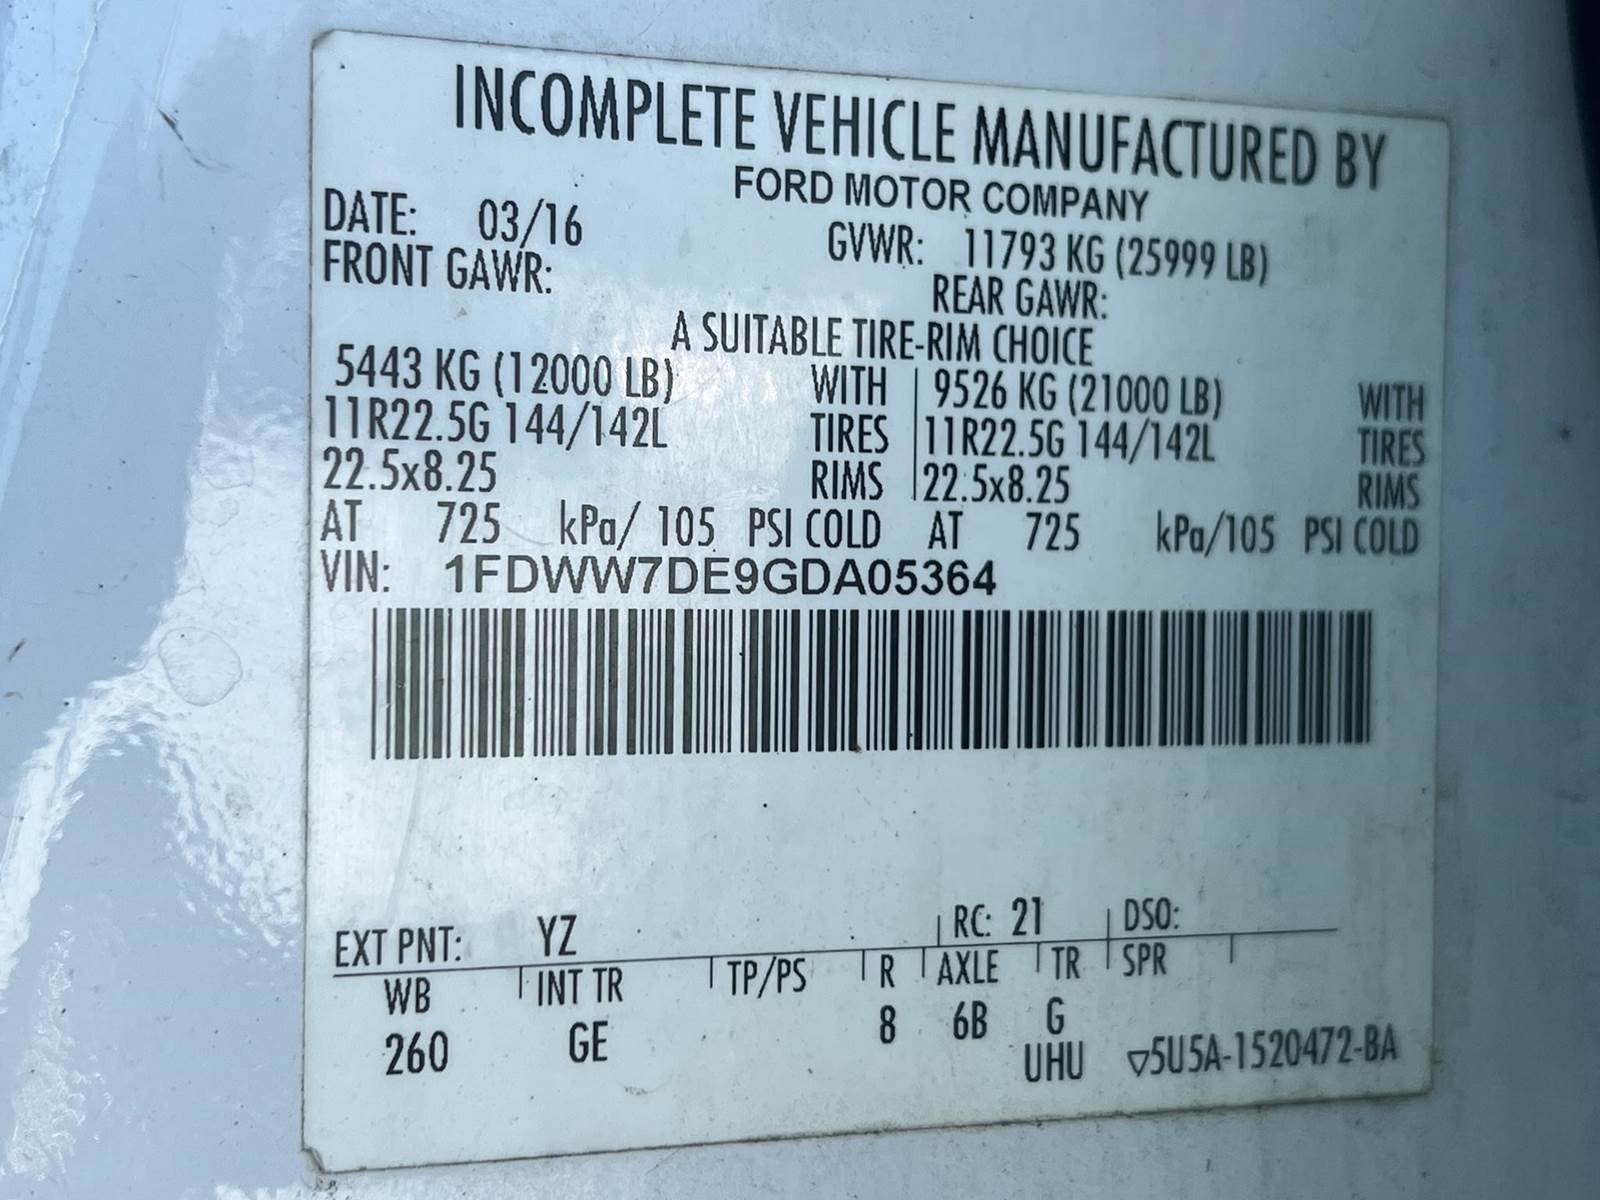 INCOMPLETE VEHICLE MANUFACTURED BY
FORD MOTOR COMPANY
DATE: 03/16 GVWR: 11793 KG (25999 LB)
FRONT GAWR: REAR GAWR:
A SUITABLE TIRE-RIM CHOICE
5443 KG (12000 LB) WITH 9526 KG (21000 LB) WITH
11R22.5G 144/142L TIRES 11R22.5G 144/142L TIRES
22.5x8.25 RIMS 22.5x8.25 RIMS
AT 725 kPa/ 105 PSI COLD AT 725 kPa/105 PSI COLD
VIN: 1FDWW7DE9GDA05364
EXT PNT: YZ RC: 21 DSO:
WB INT TR TP/PS R AXLE TR SPR
260 GE 8 6B G
UHU ▽5U5A-1520472-BA